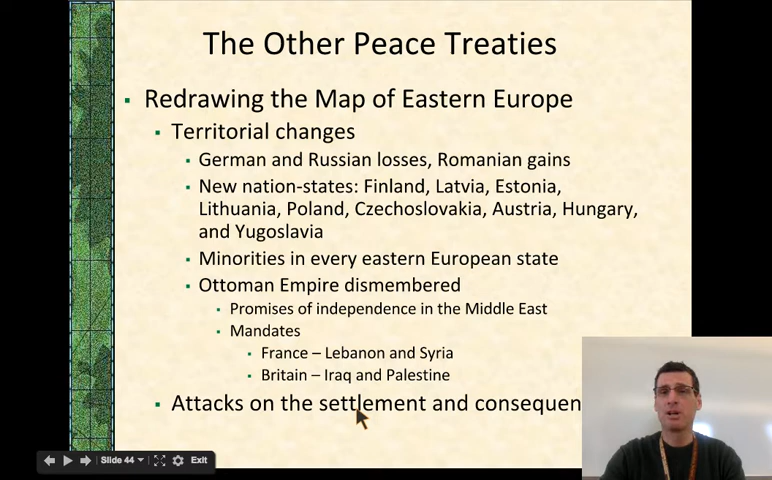 The Other Peace Treaties
Redrawing the Map of Eastern Europe
Territorial changes
German and Russian losses, Romanian gains
New nation-states: Finland, Latvia, Estonia,
Lithuania, Poland, Czechoslovakia, Austria, Hungary,
and Yugoslavia
Minorities in every eastern European state
Ottoman Empire dismembered
Promises of independence in the Middle East
Mandates
France – Lebanon and Syria
Britain – Iraq and Palestine
Attacks on the settlement and consequen
Slide 44
Exit